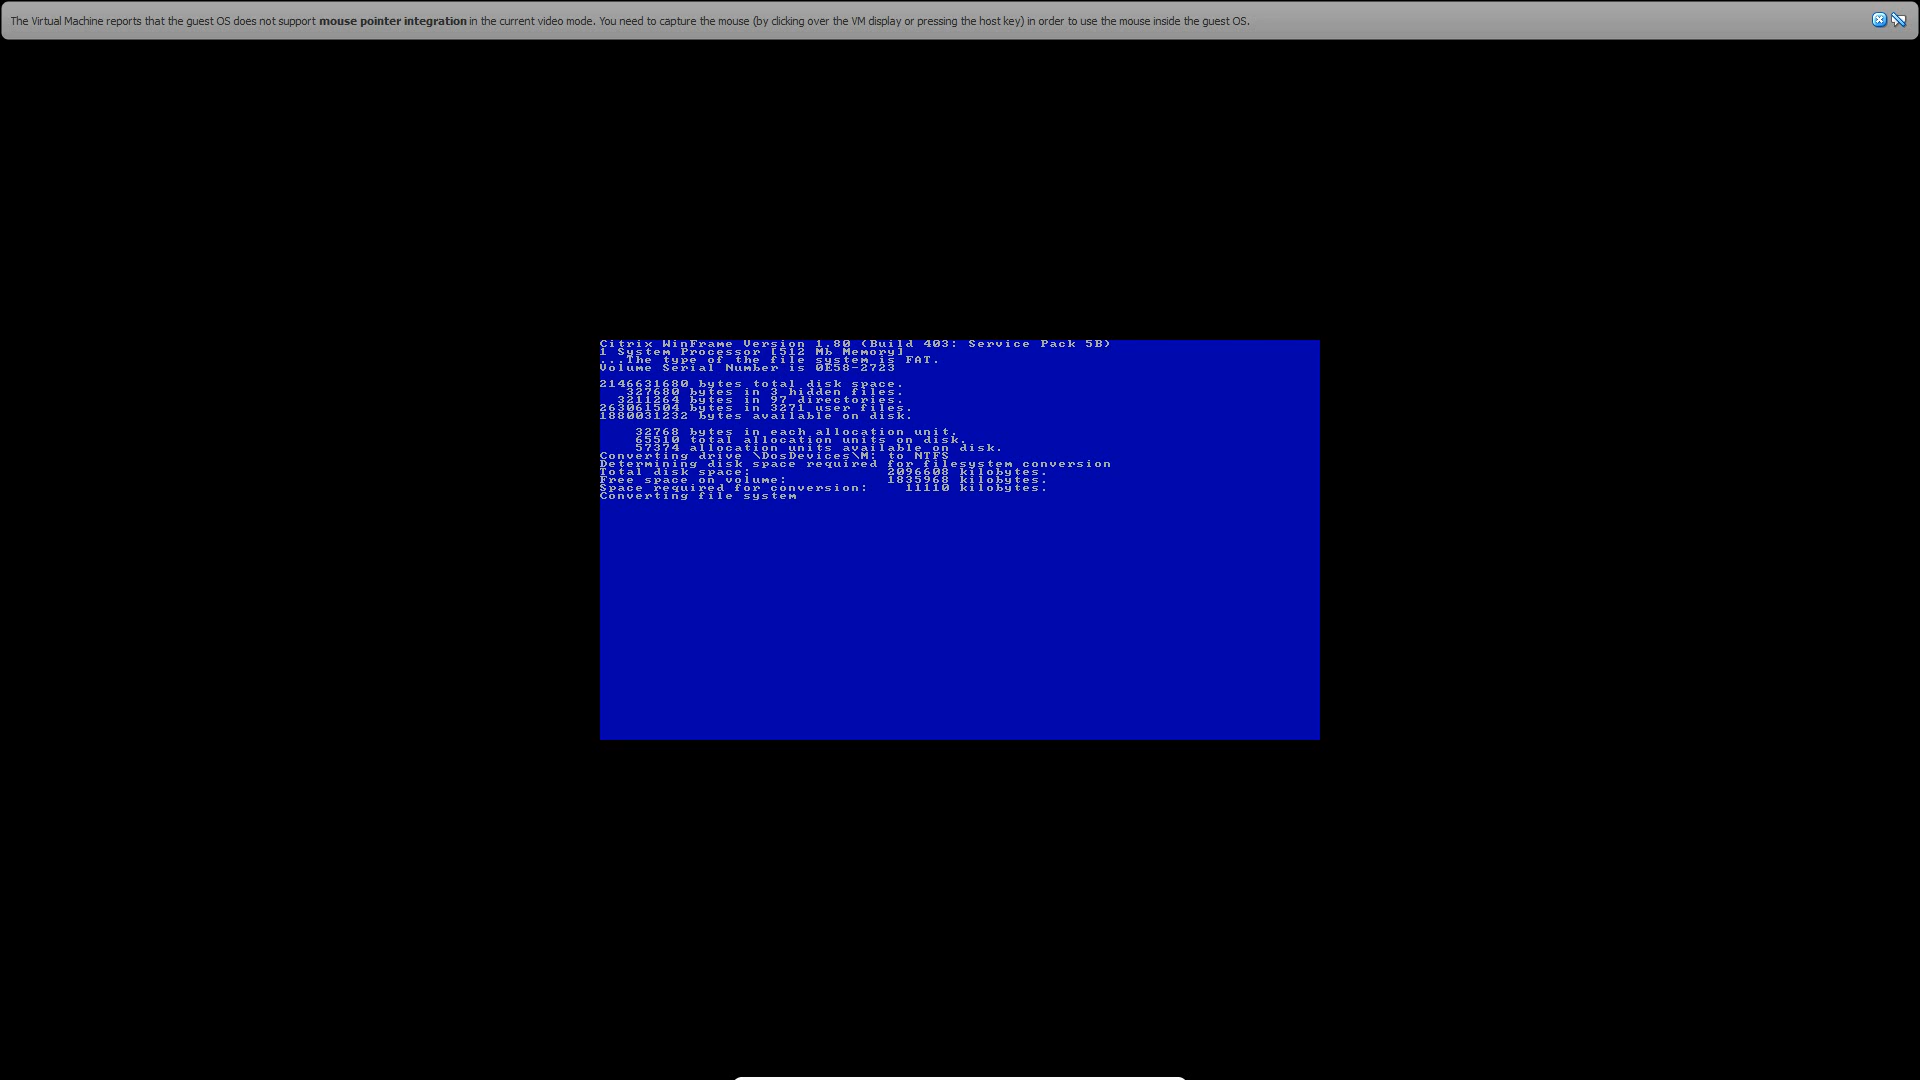 The Virtual Machine reports that the guest OS does not support mouse pointer integration in the current video mode. You need to capture the mouse (by clicking over the VM display or pressing the host key) in order to use the mouse inside the guest OS.
Citrix WinFrame Version 1.80 (Build 403: Service Pack 5B)
1 System Processor [512 Mb Memory]
...The type of the file system is FAT.
Volume Serial Number is 0E58-2723
2146631680 bytes total disk space.
327680 bytes in 3 hidden files.
3211264 bytes in 97 directories.
263061504 bytes in 3271 user files.
1880031232 bytes available on disk.
32768 bytes in each allocation unit.
65510 total allocation units on disk.
57374 allocation units available on disk.
Converting drive \DosDevices\M: to NTFS
Determining disk space required for filesystem conversion
Total disk space: 2096608 kilobytes.
Free space on volume: 1835968 kilobytes.
Space required for conversion: 11110 kilobytes.
Converting file system